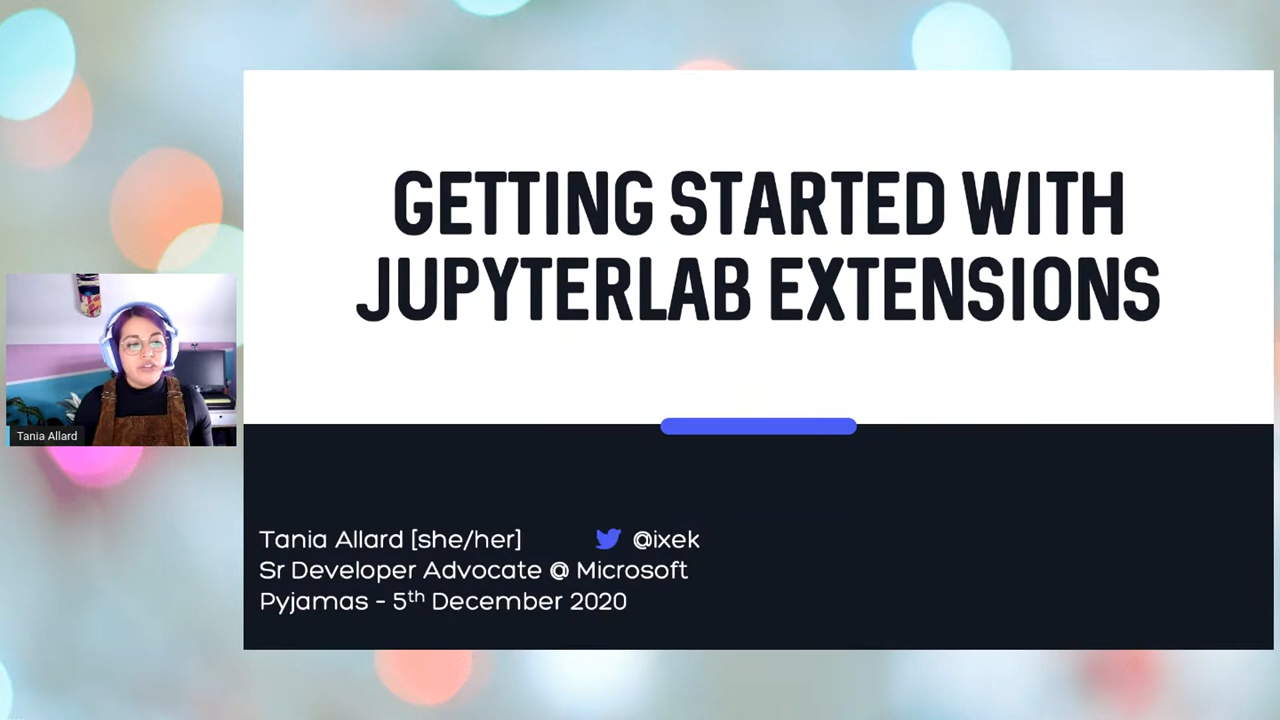 GETTING STARTED WITH
JUPYTERLAB EXTENSIONS
Tania Allard
Tania Allard [she/her] @ixek
Sr Developer Advocate @ Microsoft
Pyjamas - 5th December 2020